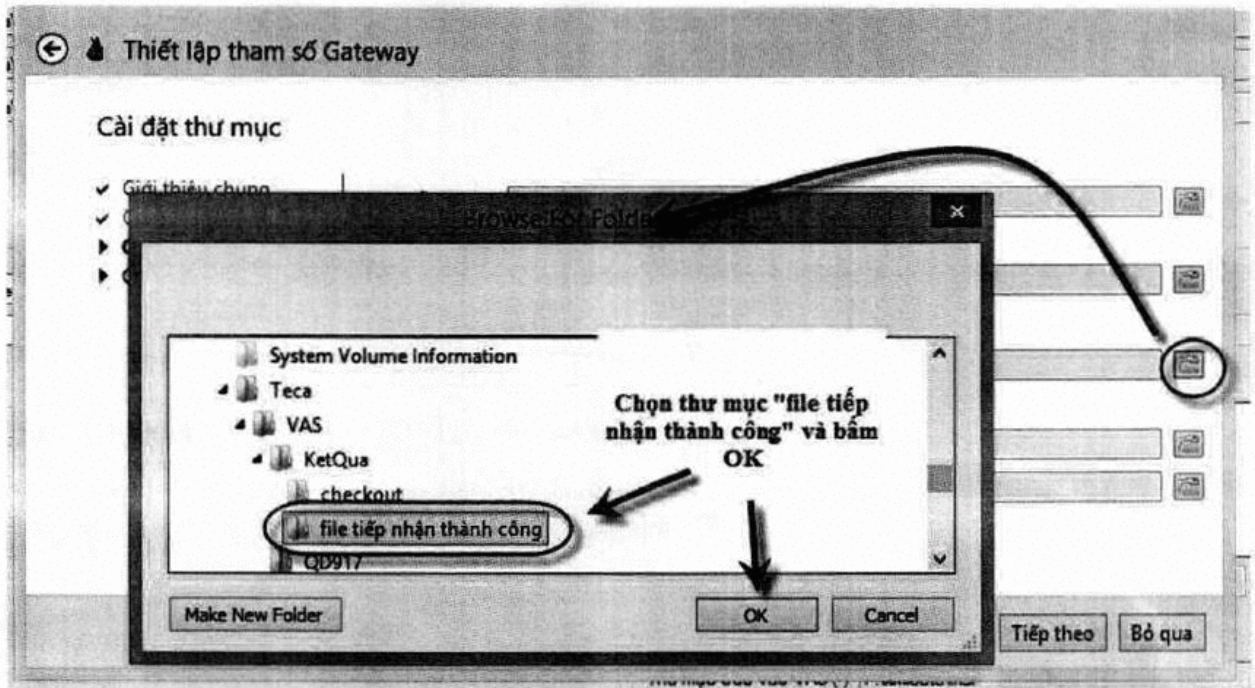 Thiết lập tham số Gateway
Cài đặt thư mục
Giới thiệu chung
Browse For Folder
System Volume Information
Teca
VAS
KetQua
checkout
file tiếp nhận thành công
QD917
Chọn thư mục "file tiếp
nhận thành công" và bấm
OK
Make New Folder
OK
Cancel
Tiếp theo
Bỏ qua